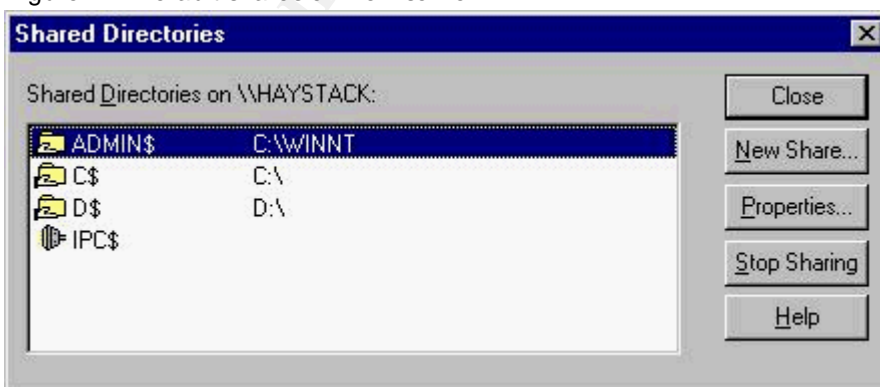 Shared Directories
Shared Directories on \\HAYSTACK:
ADMIN$ C:\WINNT
C$ C:\
D$ D:\
IPC$
Close
New Share...
Properties...
Stop Sharing
Help